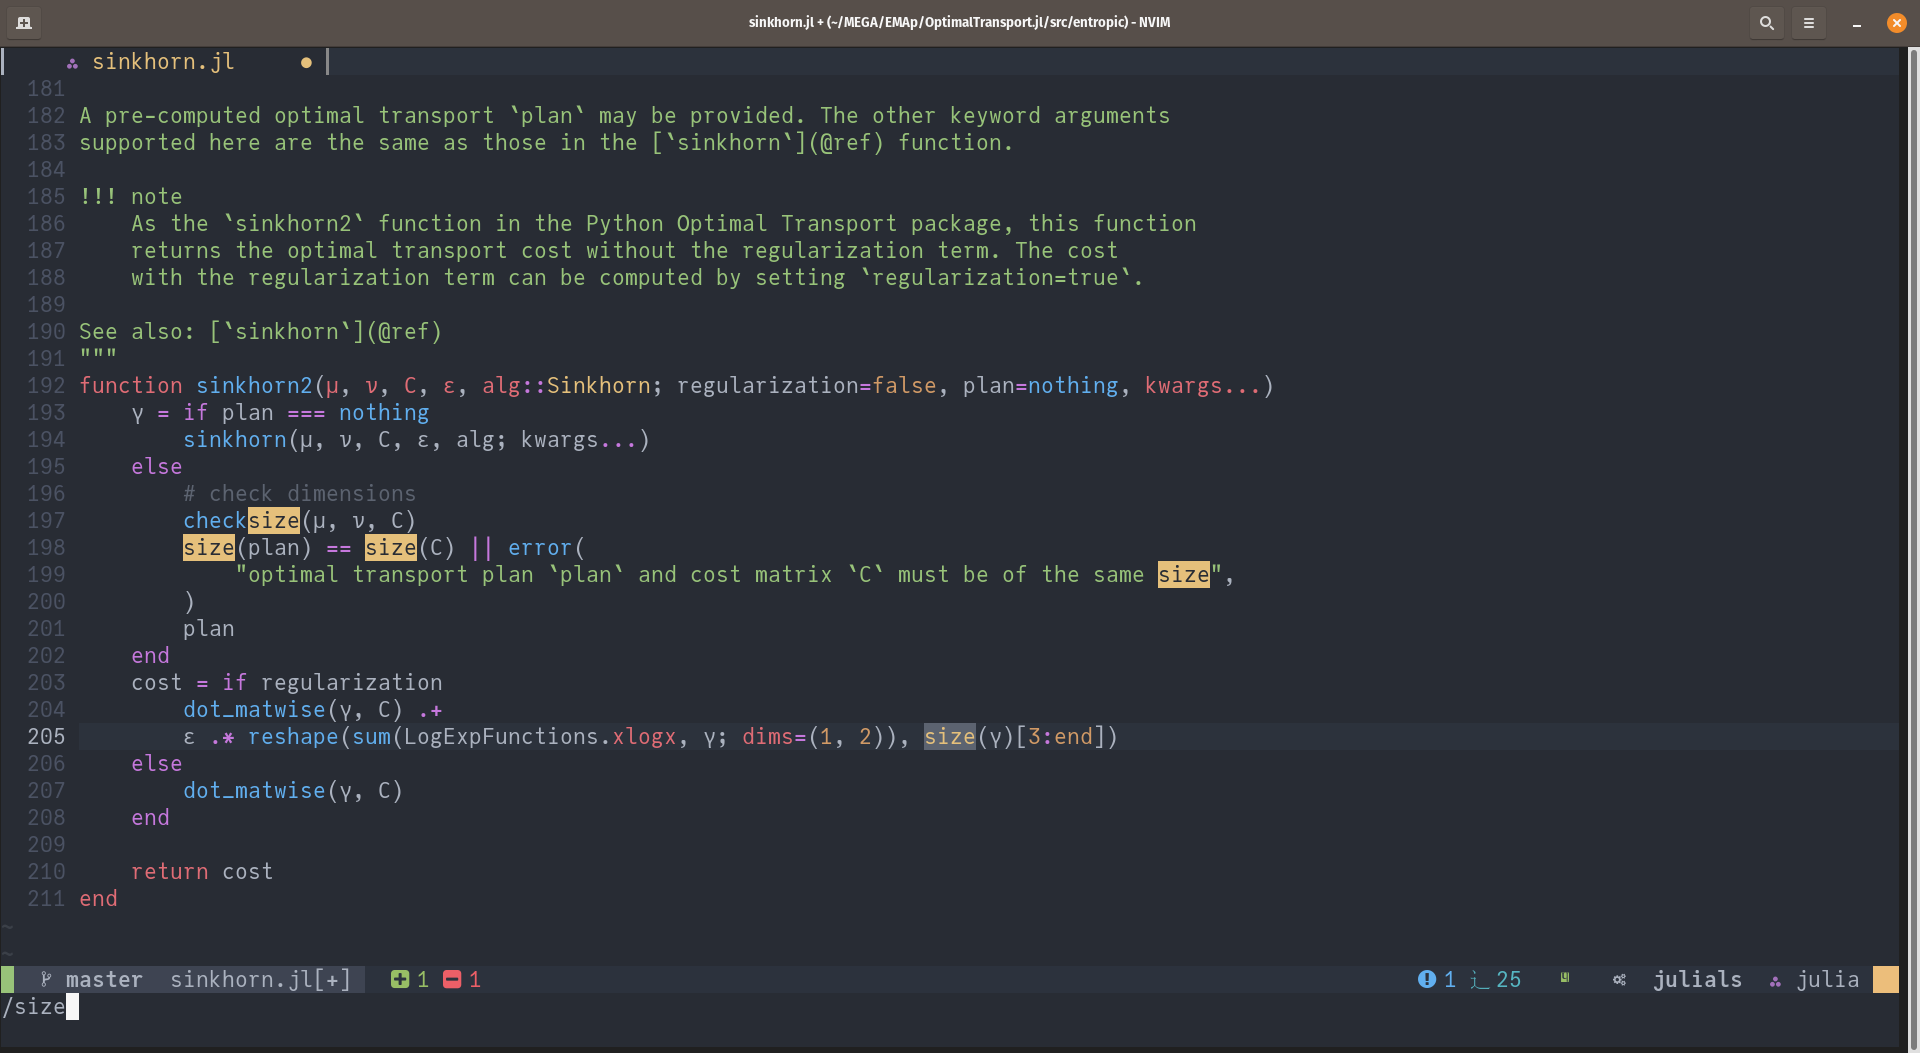 sinkhorn.jl + (~/MEGA/EMAp/OptimalTransport.jl/src/entropic) - NVIM
sinkhorn.jl
181
182 A pre-computed optimal transport `plan` may be provided. The other keyword arguments
183 supported here are the same as those in the [`sinkhorn`](@ref) function.
184
185 !!! note
186     As the `sinkhorn2` function in the Python Optimal Transport package, this function
187     returns the optimal transport cost without the regularization term. The cost
188     with the regularization term can be computed by setting `regularization=true`.
189
190 See also: [`sinkhorn`](@ref)
191 """
192 function sinkhorn2(μ, ν, C, ε, alg::Sinkhorn; regularization=false, plan=nothing, kwargs...)
193     γ = if plan === nothing
194         sinkhorn(μ, ν, C, ε, alg; kwargs...)
195     else
196         # check dimensions
197         checksize(μ, ν, C)
198         size(plan) == size(C) || error(
199             "optimal transport plan `plan` and cost matrix `C` must be of the same size",
200         )
201         plan
202     end
203     cost = if regularization
204         dot_matwise(γ, C) .+
205         ε .* reshape(sum(LogExpFunctions.xlogx, γ; dims=(1, 2)), size(γ)[3:end])
206     else
207         dot_matwise(γ, C)
208     end
209
210     return cost
211 end
~
~
master sinkhorn.jl[+] 1 1 1 25 julials julia
/size